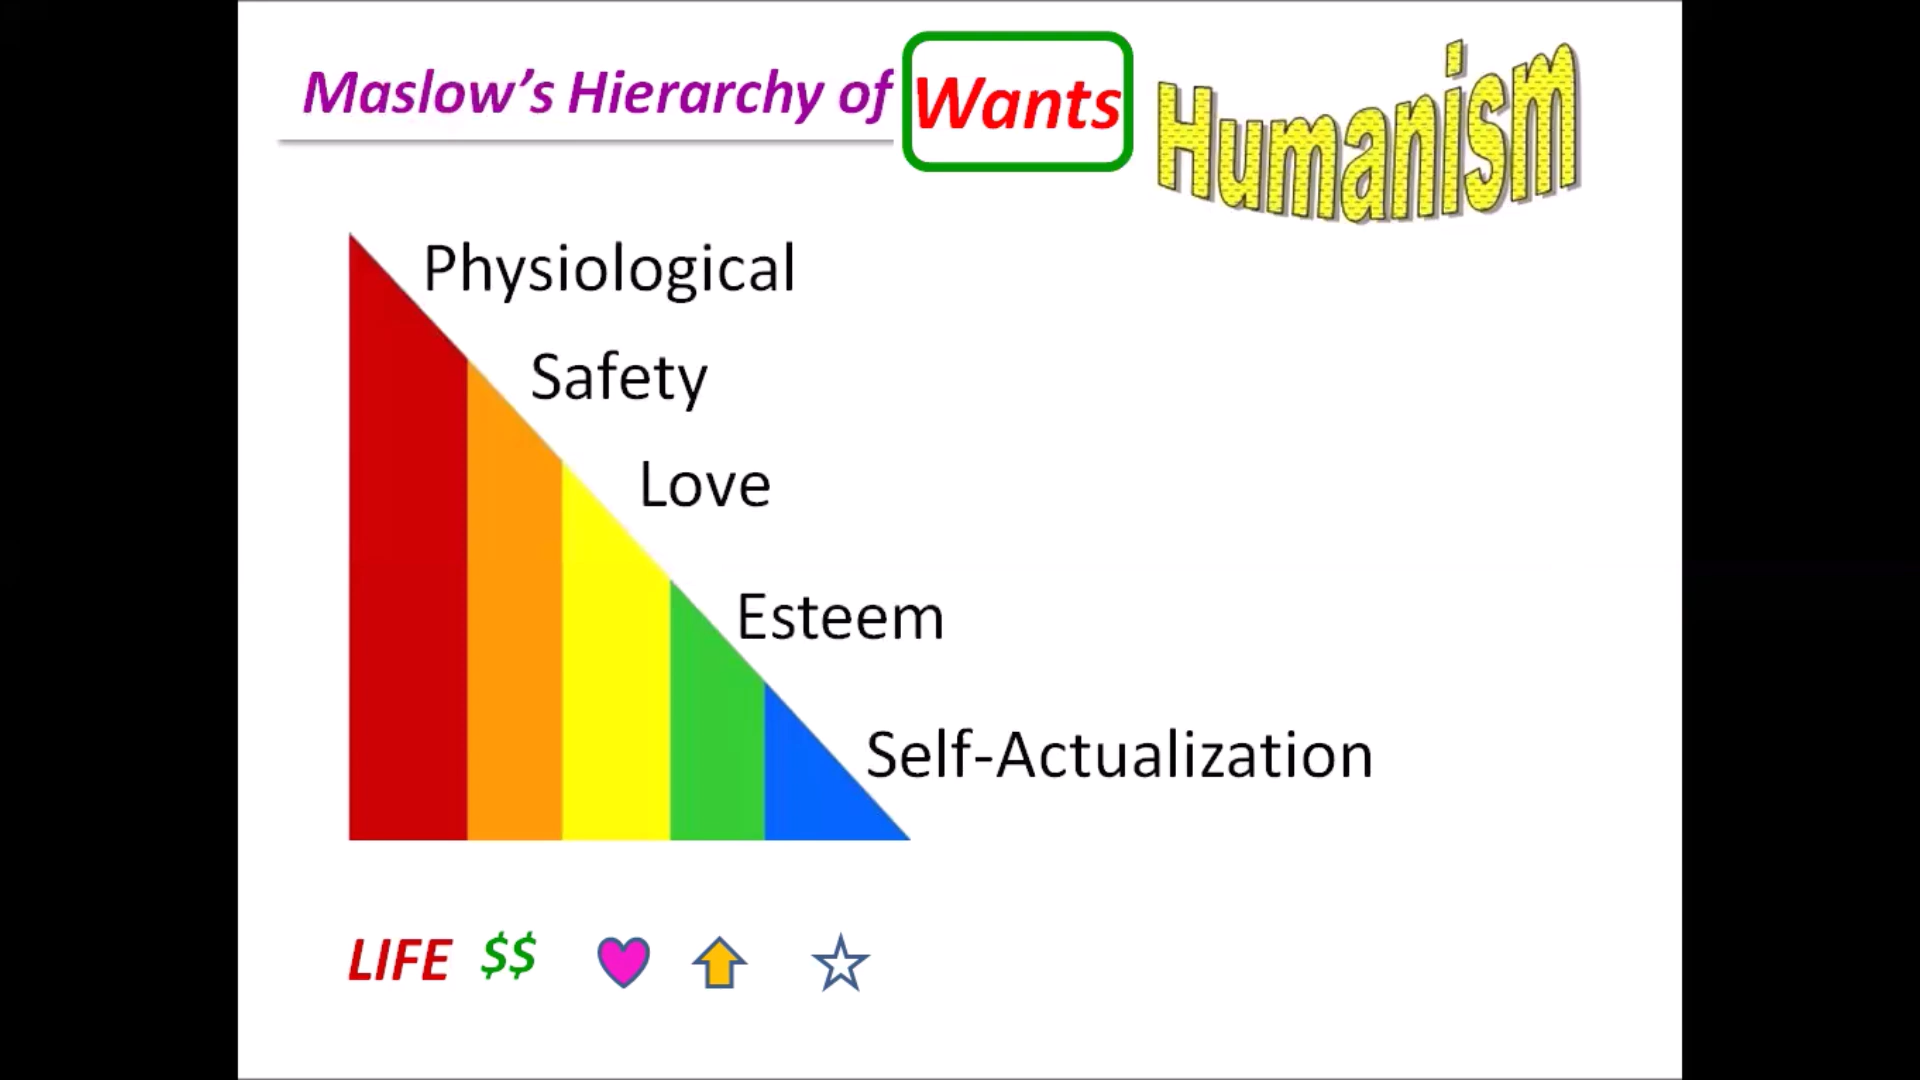 Maslow's Hierarchy of Wants
Humanism
Physiological
Safety
Love
Esteem
Self-Actualization
LIFE $$